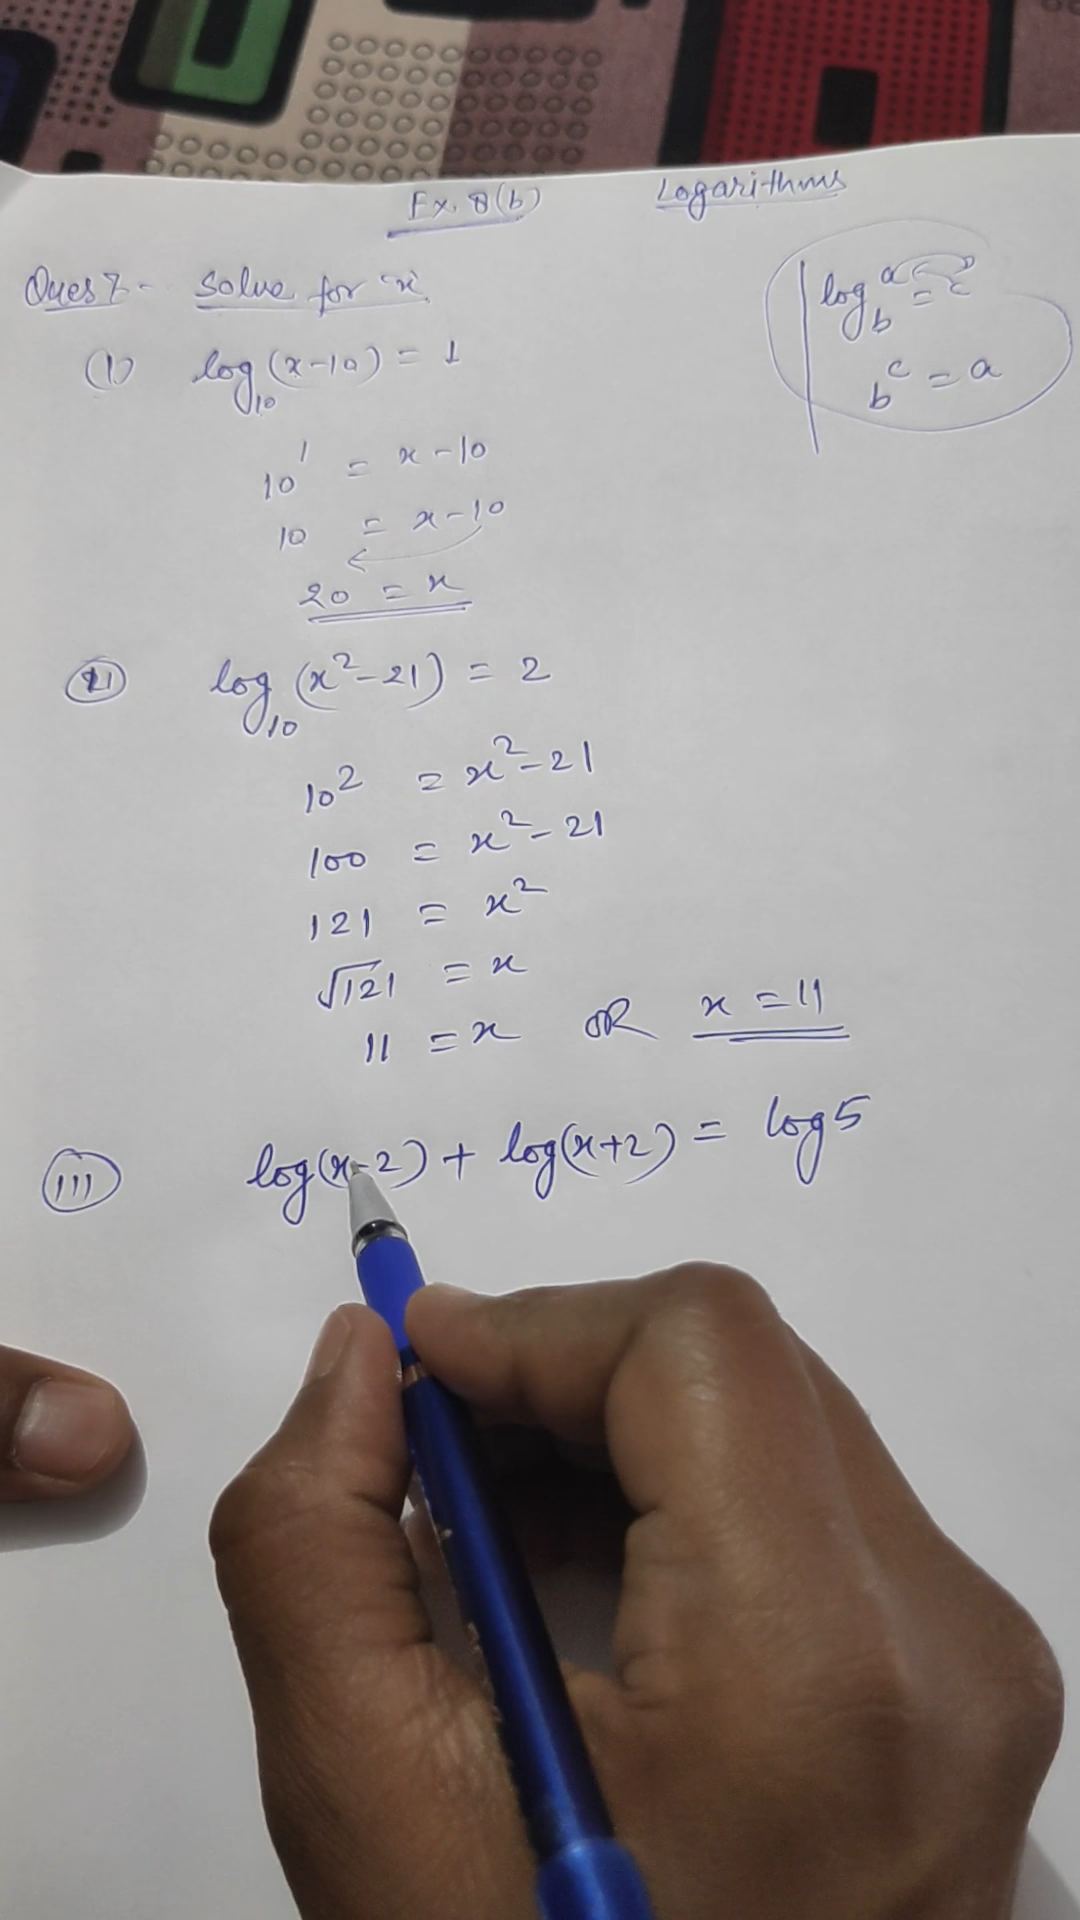 Ex. 8(b) Logarithms
Ques 7- Solve for x.
(i) log₁₀(x-10) = 1
10¹ = x-10
10 = x-10
20 = x
log_b a = c
b^c = a
(ii) log₁₀(x²-21) = 2
10² = x²-21
100 = x²-21
121 = x²
√121 = x
11 = x OR x = 11
(iii) log(x-2) + log(x+2) = log5